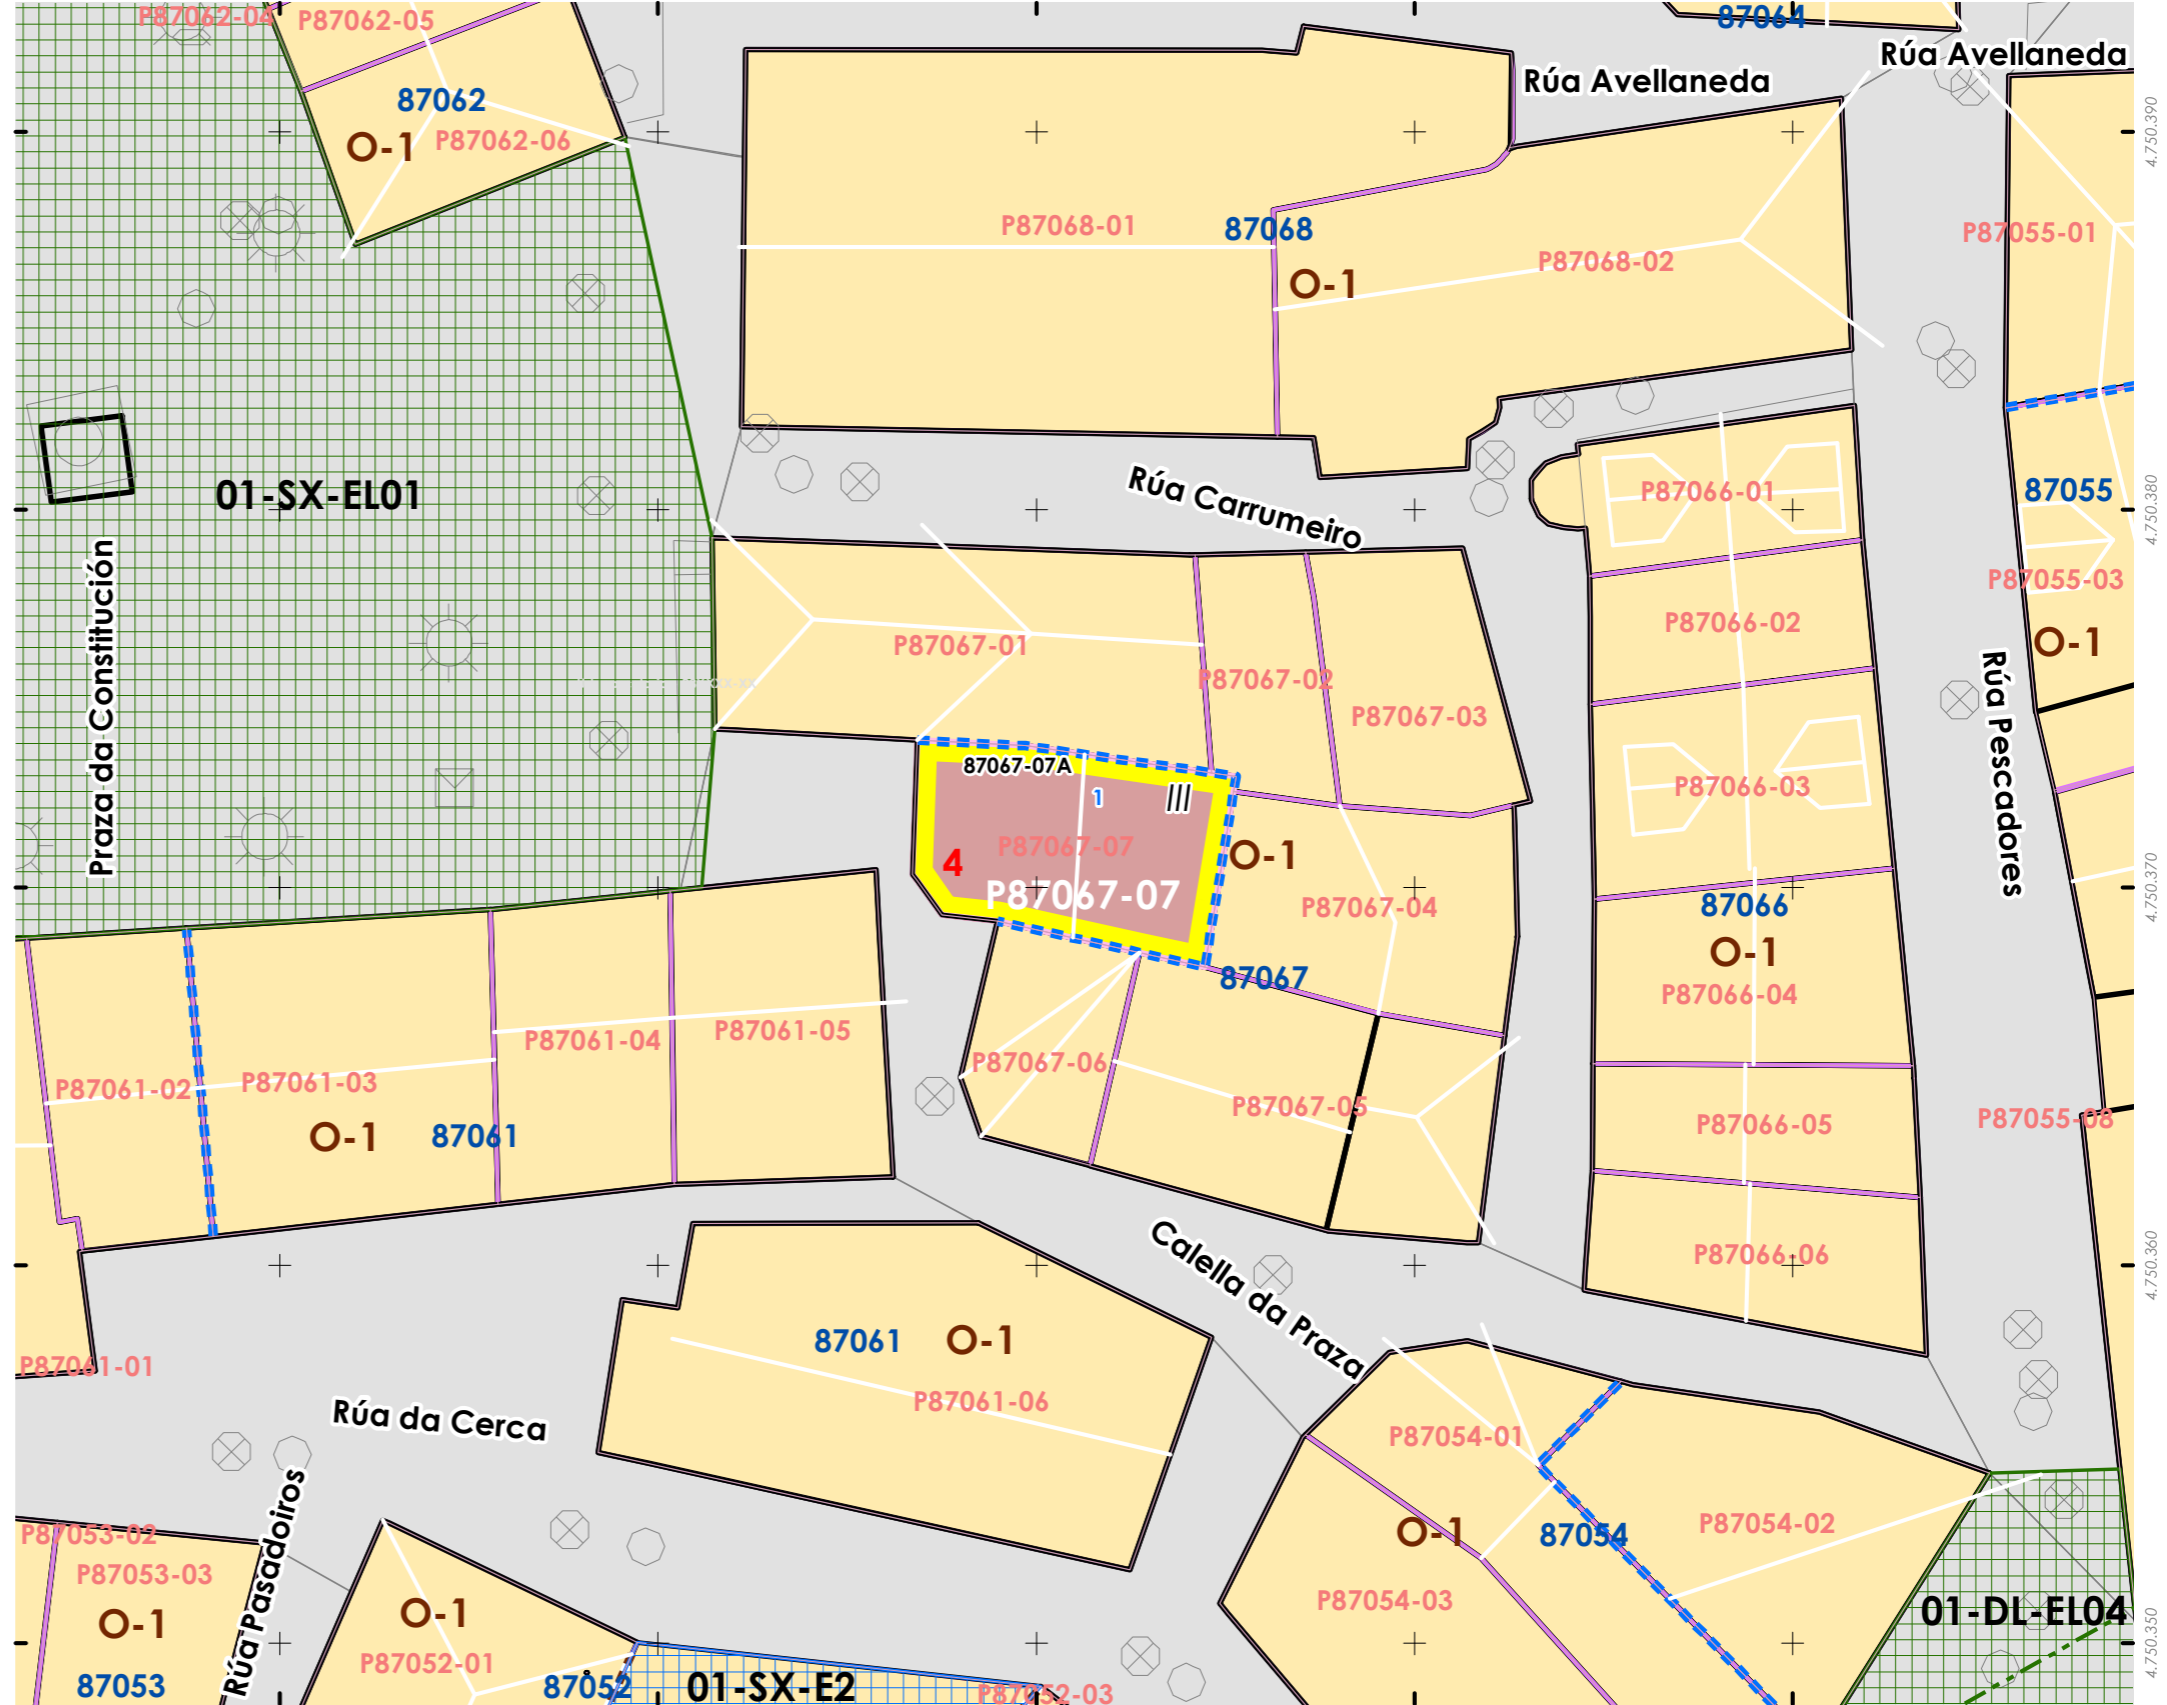 P87062-04
P87062-05
87064
Rúa Avellaneda
Rúa Avellaneda
87062
O-1
P87062-06
4.750.390
P87068-01
87068
P87055-01
P87068-02
O-1
01-SX-EL01
Rúa Carrumeiro
P87066-01
87055
4.750.380
Praza da Constitución
P87055-03
P87067-01
P87066-02
O-1
P87067-02
P87067-03
Rúa Pescadores
87067-07A
1
III
P87066-03
P87067-07
O-1
4
P87067-07
P87067-04
87066
4.750.370
O-1
87067
P87066-04
P87061-05
P87061-04
P87067-06
P87061-03
P87061-02
P87067-05
P87055-08
P87066-05
O-1
87061
Calella da Praza
P87066-06
4.750.360
87061
O-1
P87061-01
P87061-06
Rúa da Cerca
P87054-01
P87053-02
O-1
87054
P87054-02
P87053-03
Rúa Pasadoiros
O-1
O-1
P87054-03
01-DL-EL04
4.750.350
P87052-01
87053
87052
01-SX-E2
P87052-03